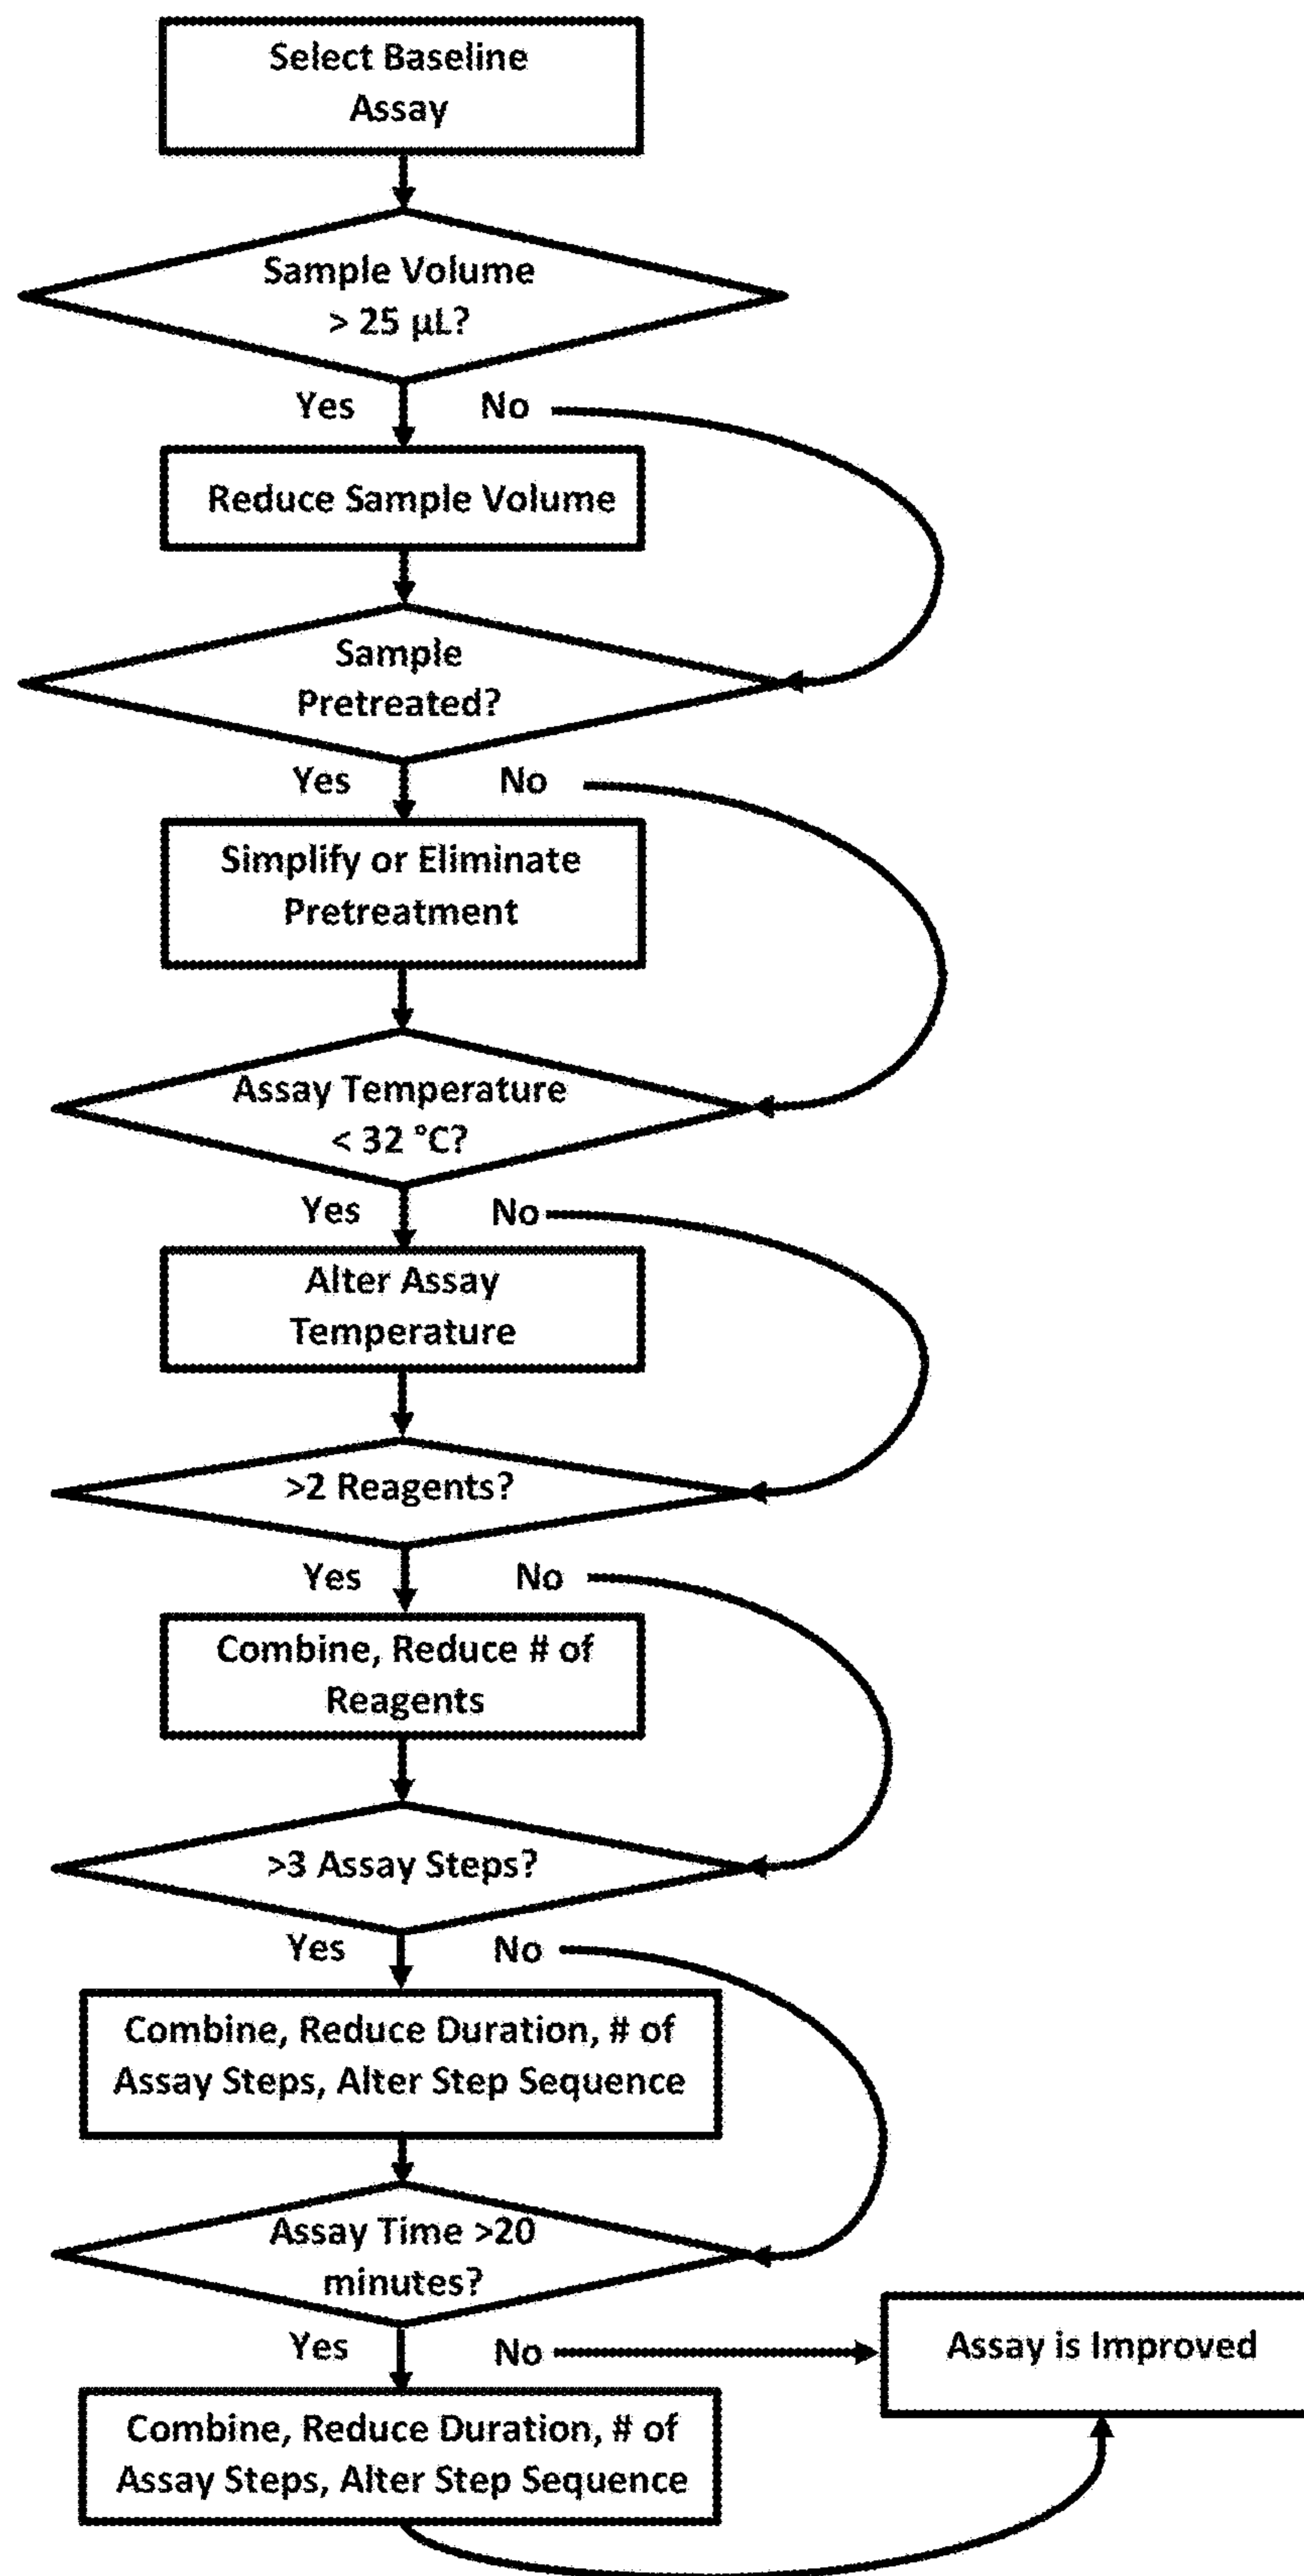 Select Baseline
Assay
Sample Volume
> 25 µL?
Yes No
Reduce Sample Volume
Sample
Pretreated?
Yes No
Simplify or Eliminate
Pretreatment
Assay Temperature
< 32 °C?
Yes No
Alter Assay
Temperature
>2 Reagents?
Yes No
Combine, Reduce # of
Reagents
>3 Assay Steps?
Yes No
Combine, Reduce Duration, # of
Assay Steps, Alter Step Sequence
Assay Time >20
minutes?
Yes No
Assay is Improved
Combine, Reduce Duration, # of
Assay Steps, Alter Step Sequence